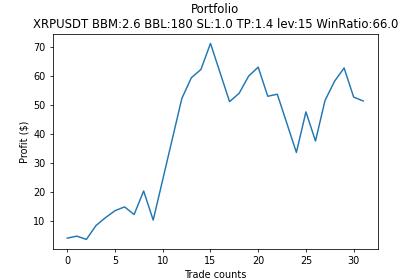 Portfolio
XRPUSDT BBM:2.6 BBL:180 SL:1.0 TP:1.4 lev:15 WinRatio:66.0
Profit ($)
70
60
50
40
30
20
10
0 5 10 15 20 25 30
Trade counts